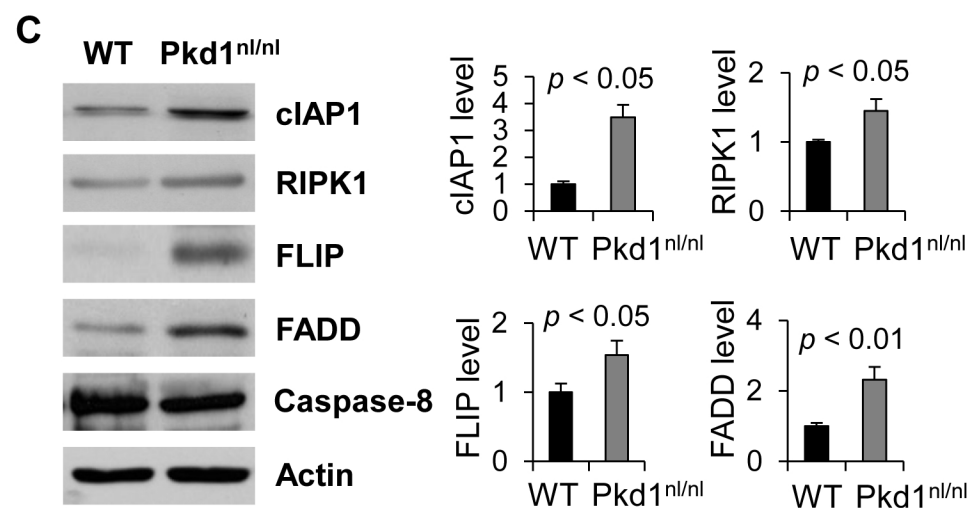 C
WT Pkd1nl/nl
cIAP1
RIPK1
FLIP
FADD
Caspase-8
Actin
cIAP1 level
5
4
3
2
1
0
p < 0.05
WT Pkd1nl/nl
RIPK1 level
2
1
0
p < 0.05
WT Pkd1nl/nl
FLIP level
2
1
0
p < 0.05
WT Pkd1nl/nl
FADD level
4
2
0
p < 0.01
WT Pkd1nl/nl